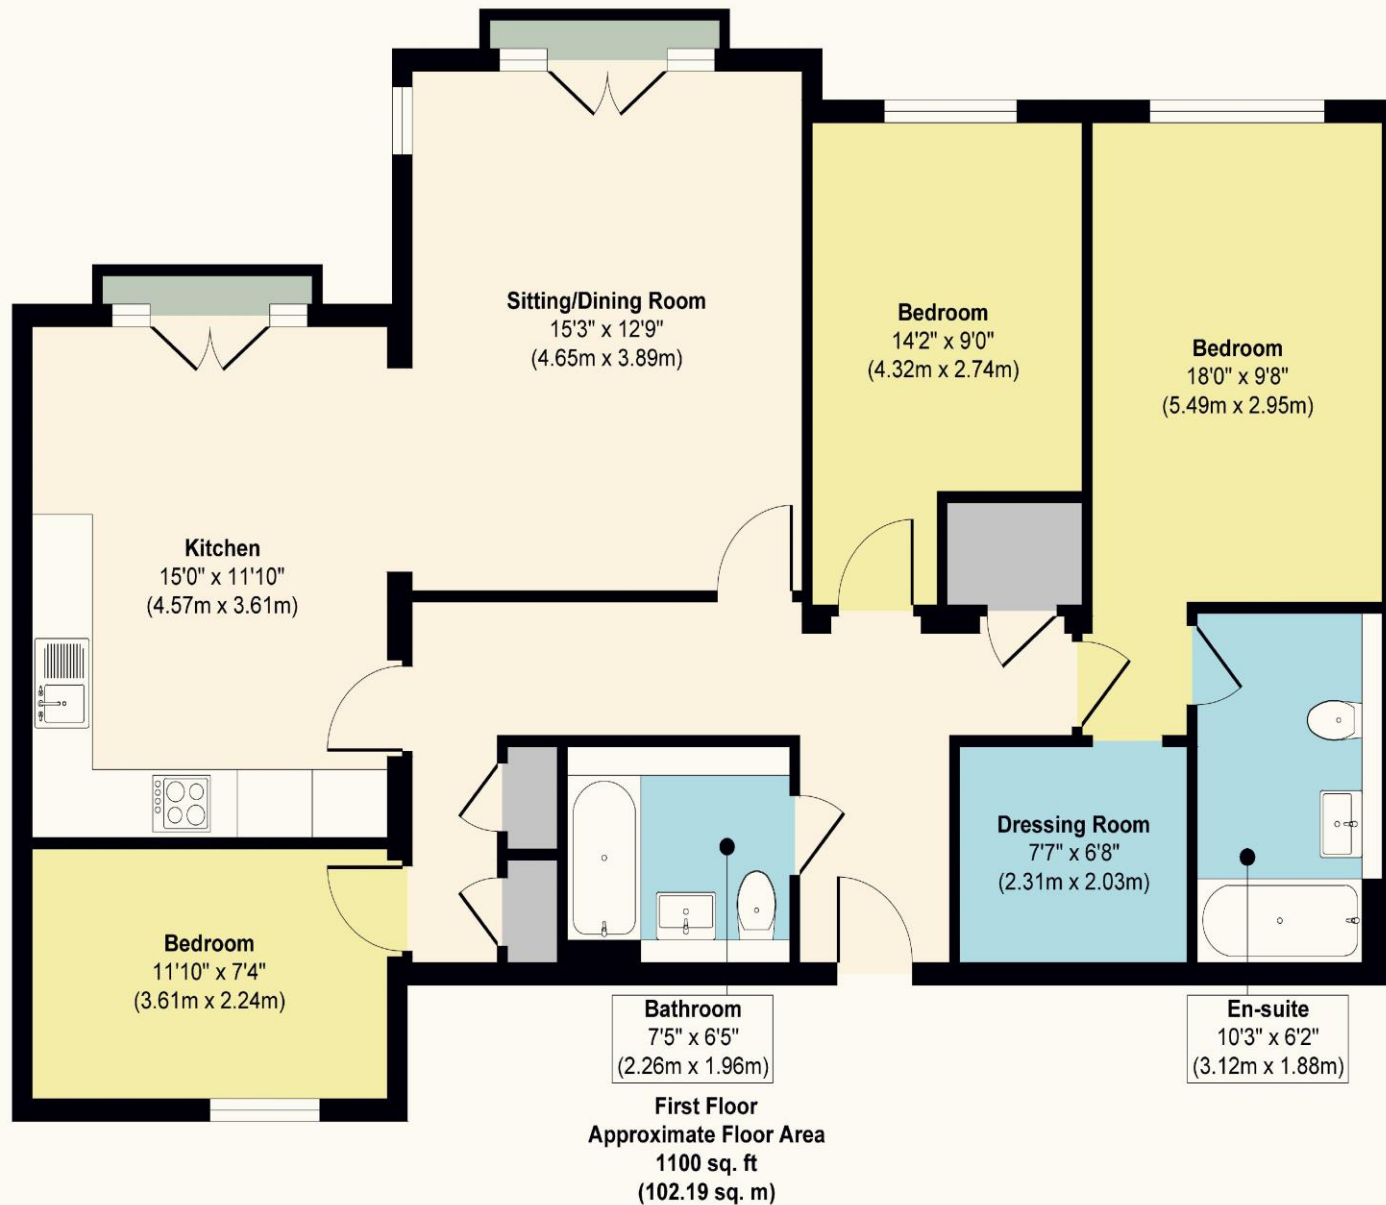 Sitting/Dining Room
15'3" x 12'9"
(4.65m x 3.89m)
Bedroom
14'2" x 9'0"
(4.32m x 2.74m)
Bedroom
18'0" x 9'8"
(5.49m x 2.95m)
Kitchen
15'0" x 11'10"
(4.57m x 3.61m)
Dressing Room
7'7" x 6'8"
(2.31m x 2.03m)
Bedroom
11'10" x 7'4"
(3.61m x 2.24m)
Bathroom
7'5" x 6'5"
(2.26m x 1.96m)
En-suite
10'3" x 6'2"
(3.12m x 1.88m)
First Floor
Approximate Floor Area
1100 sq. ft
(102.19 sq. m)